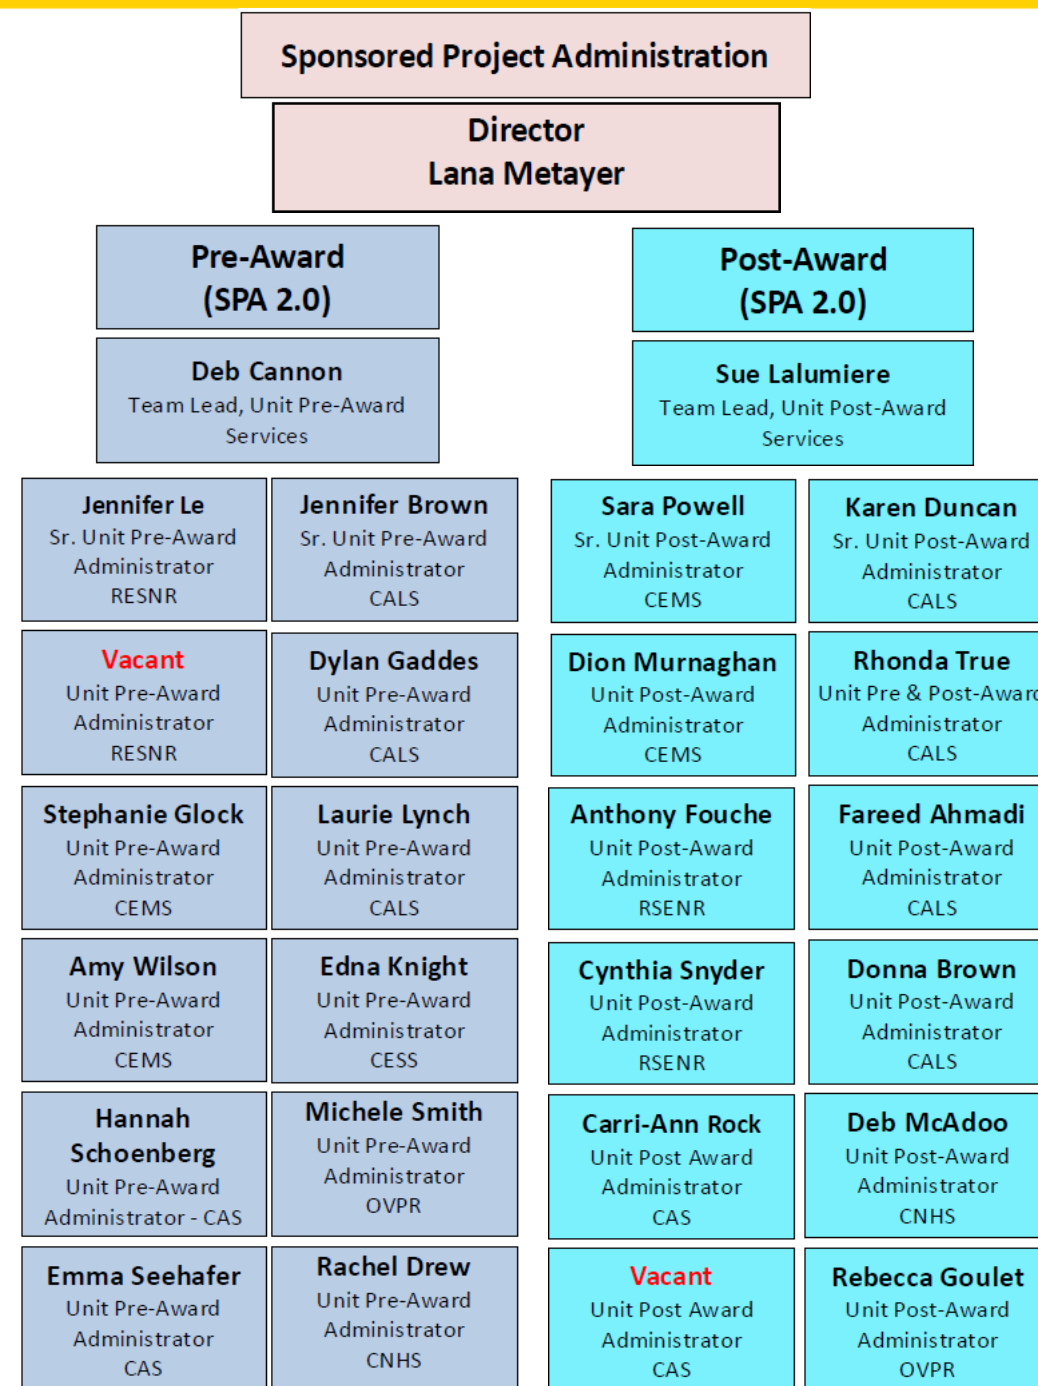 Sponsored Project Administration
Director
Lana Metayer
Pre-Award
(SPA 2.0)
Deb Cannon
Team Lead, Unit Pre-Award
Services
Jennifer Le
Sr. Unit Pre-Award
Administrator
RESNR
Jennifer Brown
Sr. Unit Pre-Award
Administrator
CALS
Vacant
Unit Pre-Award
Administrator
RESNR
Dylan Gaddes
Unit Pre-Award
Administrator
CALS
Stephanie Glock
Unit Pre-Award
Administrator
CEMS
Laurie Lynch
Unit Pre-Award
Administrator
CALS
Amy Wilson
Unit Pre-Award
Administrator
CEMS
Edna Knight
Unit Pre-Award
Administrator
CESS
Hannah
Schoenberg
Unit Pre-Award
Administrator - CAS
Michele Smith
Unit Pre-Award
Administrator
OVPR
Emma Seehafer
Unit Pre-Award
Administrator
CAS
Rachel Drew
Unit Pre-Award
Administrator
CNHS
Post-Award
(SPA 2.0)
Sue Lalumiere
Team Lead, Unit Post-Award
Services
Sara Powell
Sr. Unit Post-Award
Administrator
CEMS
Karen Duncan
Sr. Unit Post-Award
Administrator
CALS
Dion Murnaghan
Unit Post-Award
Administrator
CEMS
Rhonda True
Unit Pre & Post-Award
Administrator
CALS
Anthony Fouche
Unit Post-Award
Administrator
RSENR
Fareed Ahmadi
Unit Post-Award
Administrator
CALS
Cynthia Snyder
Unit Post-Award
Administrator
RSENR
Donna Brown
Unit Post-Award
Administrator
CALS
Carri-Ann Rock
Unit Post Award
Administrator
CAS
Deb McAdoo
Unit Post-Award
Administrator
CNHS
Vacant
Unit Post Award
Administrator
CAS
Rebecca Goulet
Unit Post-Award
Administrator
OVPR